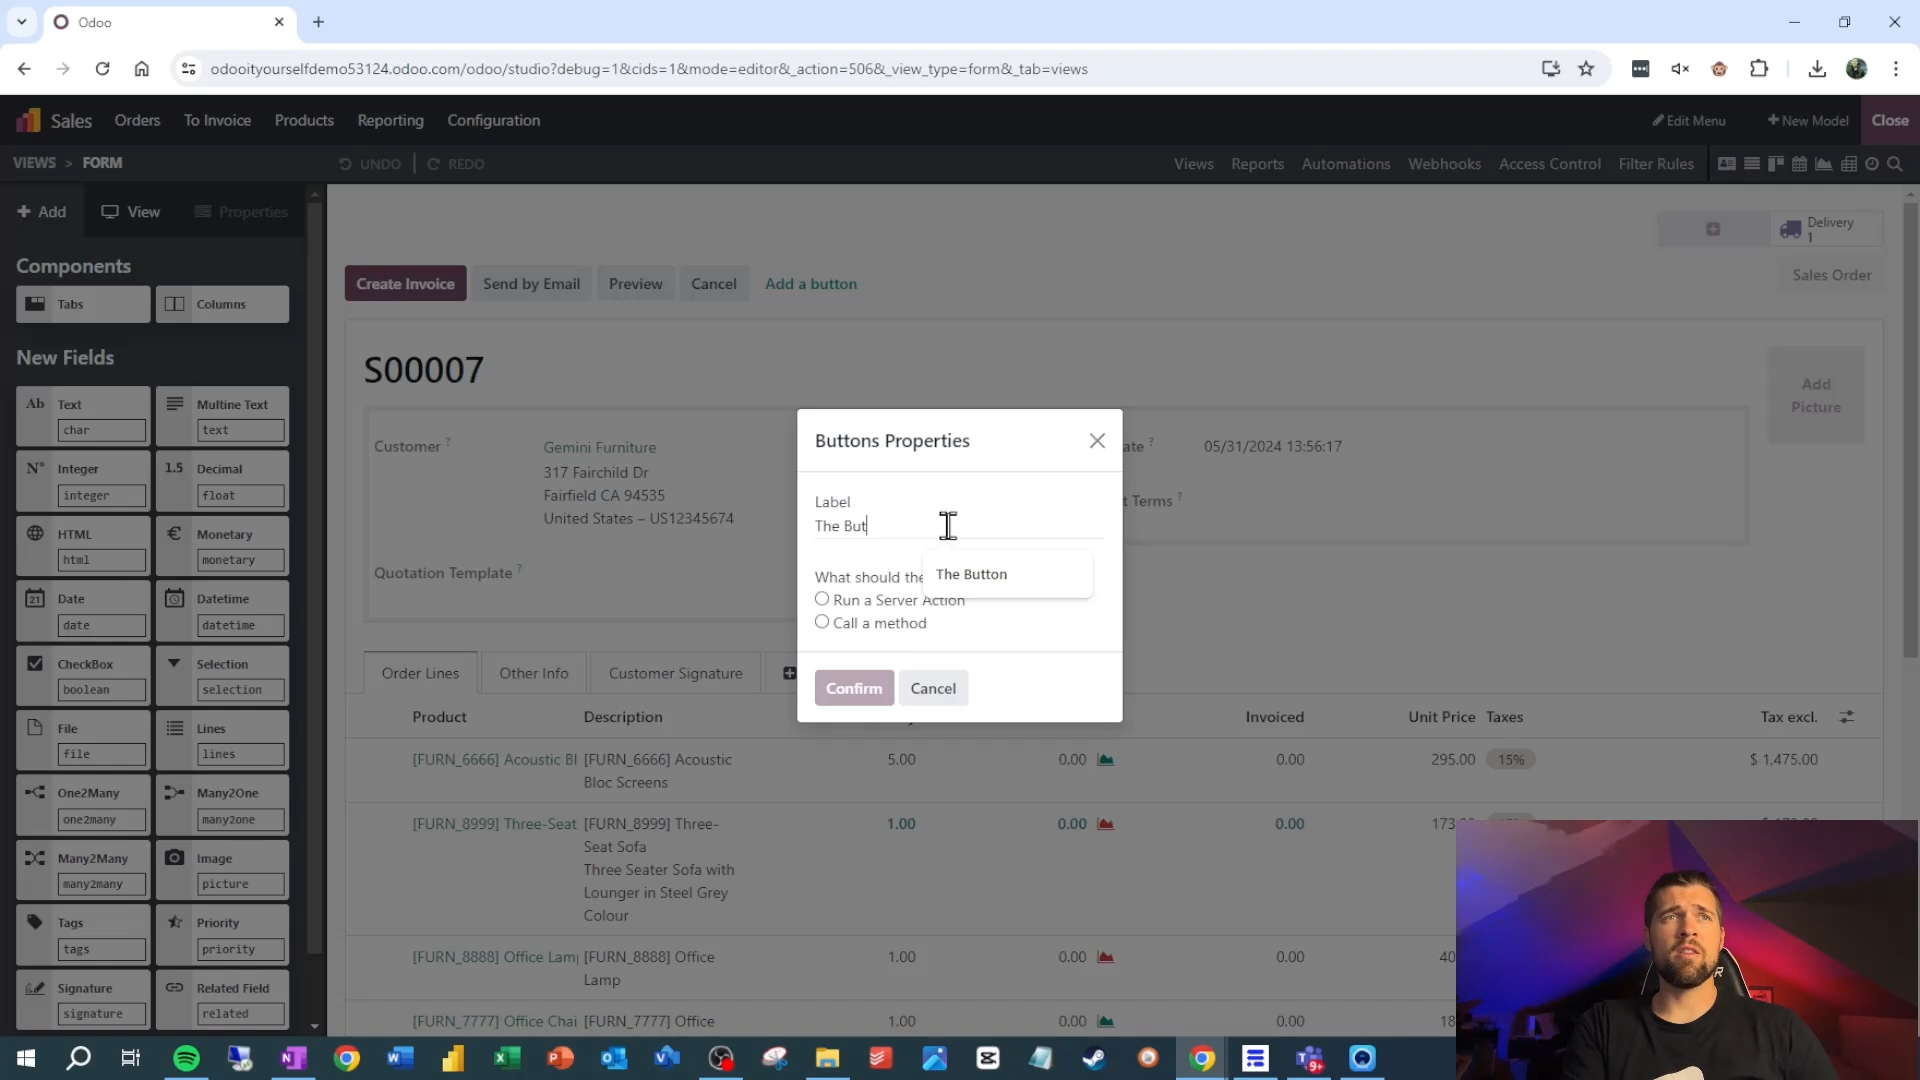 Odoo
odooityourselfdemo53124.odoo.com/odoo/studio?debug=1&cids=1&mode=editor&_action=506&_view_type=form&_tab=views
Sales Orders To Invoice Products Reporting Configuration Edit Menu New Model Close
VIEWS > FORM UNDO REDO Views Reports Automations Webhooks Access Control Filter Rules
Add View Properties
Delivery
1
Components
Tabs Columns
Create Invoice Send by Email Preview Cancel Add a button Sales Order
New Fields
S00007
Add
Picture
Ab Text
char
Multine Text
text
N° Integer
integer
1.5 Decimal
float
HTML
html
€ Monetary
monetary
21 Date
date
Datetime
datetime
CheckBox
boolean
Selection
selection
File
file
Lines
lines
One2Many
one2many
Many2One
many2one
Many2Many
many2many
Image
picture
Tags
tags
Priority
priority
Signature
signature
Related Field
related
Customer ? Gemini Furniture
317 Fairchild Dr
Fairfield CA 94535
United States – US12345674
Quotation Template ?
ate ? 05/31/2024 13:56:17
t Terms ?
Buttons Properties
Label
The But
The Button
What should the
Run a Server Action
Call a method
Confirm Cancel
Order Lines Other Info Customer Signature
Product Description Invoiced Unit Price Taxes Tax excl.
[FURN_6666] Acoustic Bl [FURN_6666] Acoustic 5.00 0.00 0.00 295.00 15% $ 1,475.00
Bloc Screens
[FURN_8999] Three-Seat [FURN_8999] Three- 1.00 0.00 0.00 173
Seat Sofa
Three Seater Sofa with
Lounger in Steel Grey
Colour
[FURN_8888] Office Lam [FURN_8888] Office 1.00 0.00 0.00 40
Lamp
[FURN_7777] Office Chai [FURN_7777] Office 1.00 0.00 0.00 18
9+